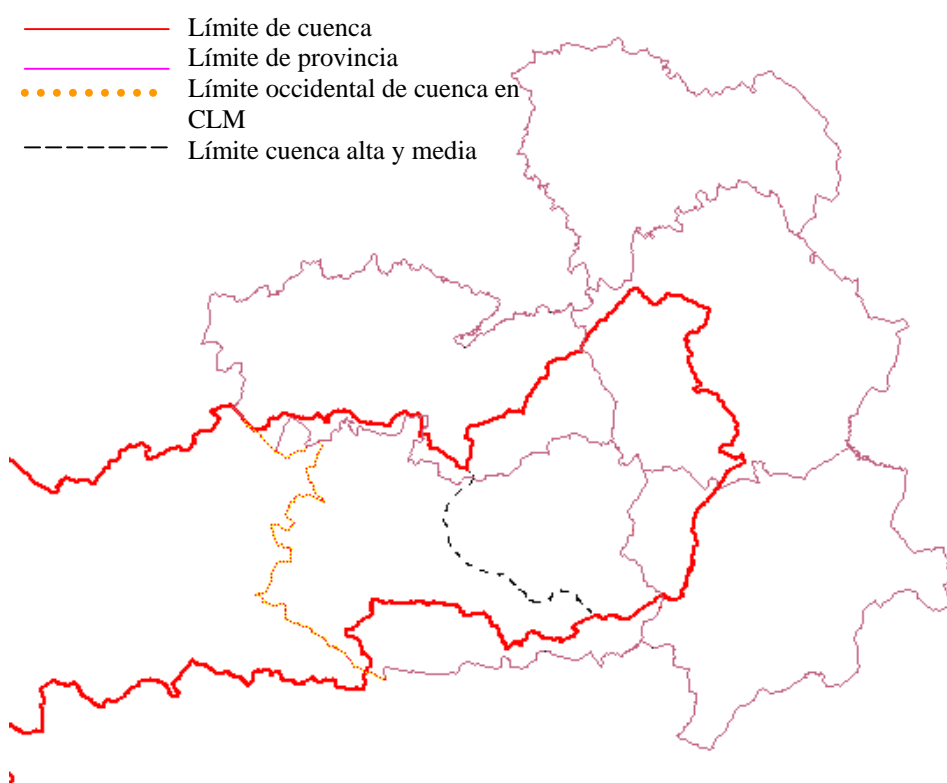 Límite de cuenca
Límite de provincia
Límite occidental de cuenca en
CLM
Límite cuenca alta y media